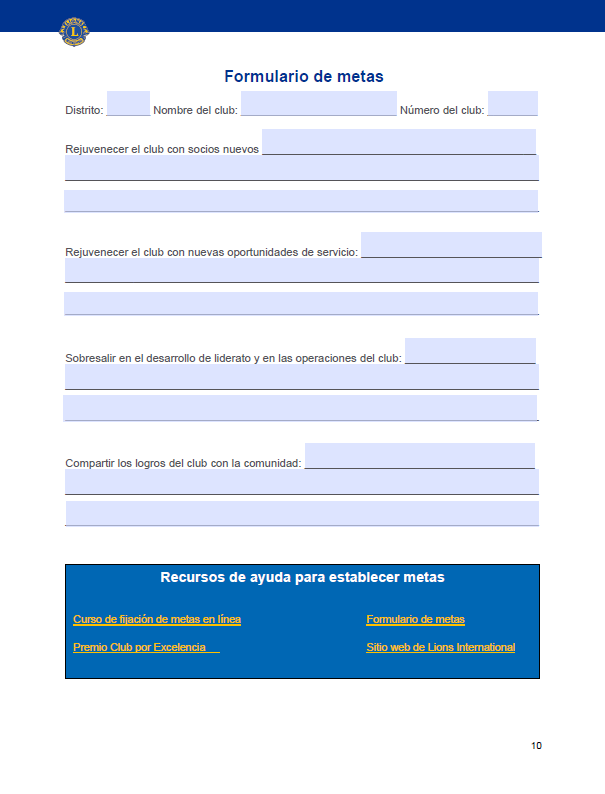 L
Formulario de metas
Distrito: Nombre del club: Número del club:
Rejuvenecer el club con socios nuevos
Rejuvenecer el club con nuevas oportunidades de servicio:
Sobresalir en el desarrollo de liderato y en las operaciones del club:
Compartir los logros del club con la comunidad:
Recursos de ayuda para establecer metas
Curso de fijación de metas en línea
Formulario de metas
Premio Club por Excelencia
Sitio web de Lions International
10